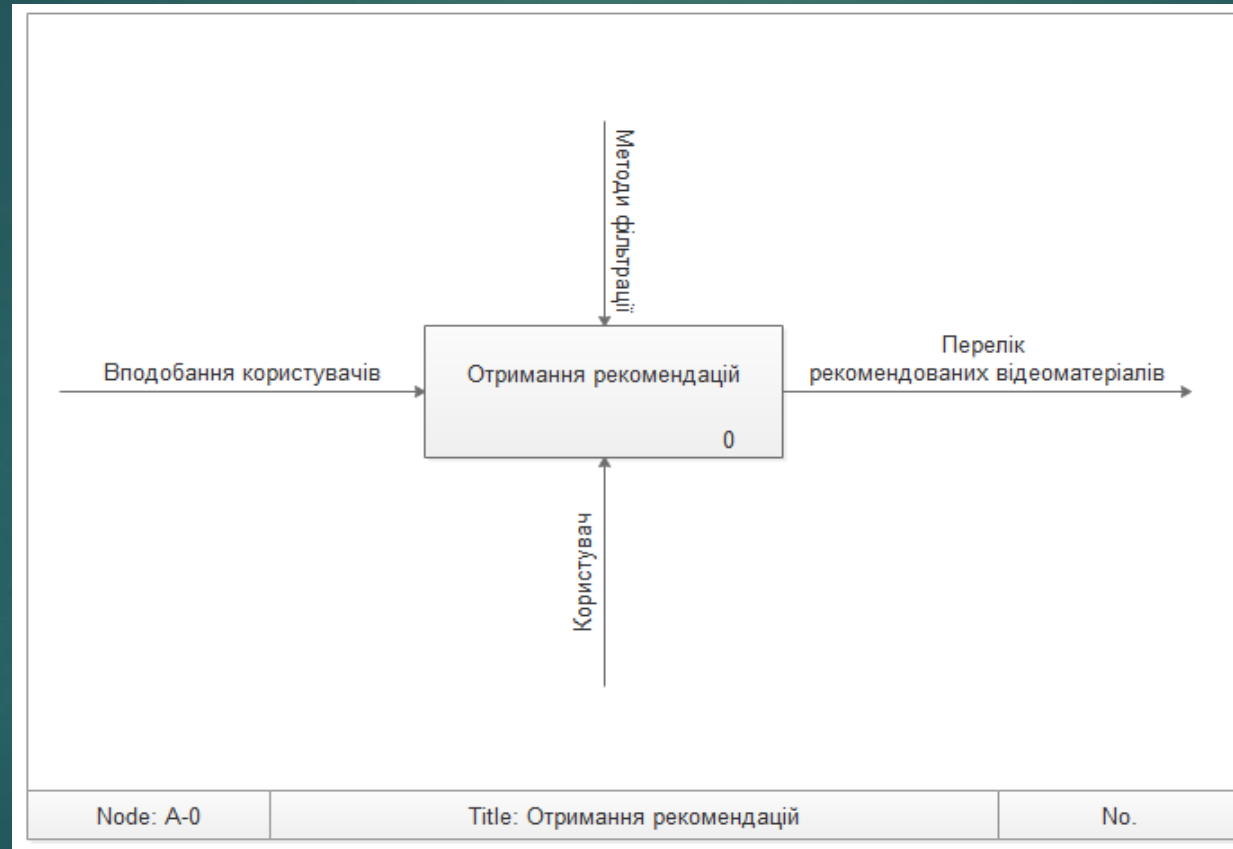 Методи фільтрації
Вподобання користувачів
Отримання рекомендацій
0
Перелік
рекомендованих відеоматеріалів
Користувач
Node: A-0
Title: Отримання рекомендацій
No.